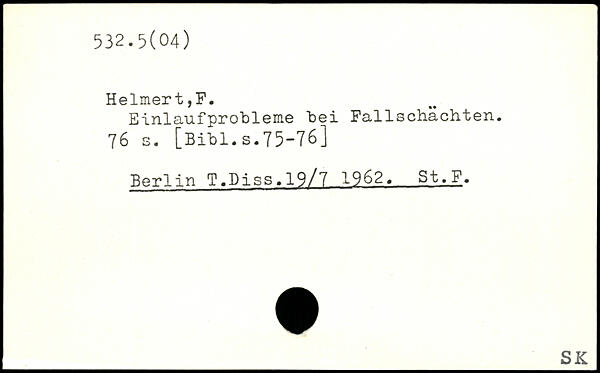 532.5(04)
Helmert,F.
Einlaufprobleme bei Fallschächten.
76 s. [Bibl.s.75-76]
Berlin T.Diss.19/7 1962. St.F.
SK